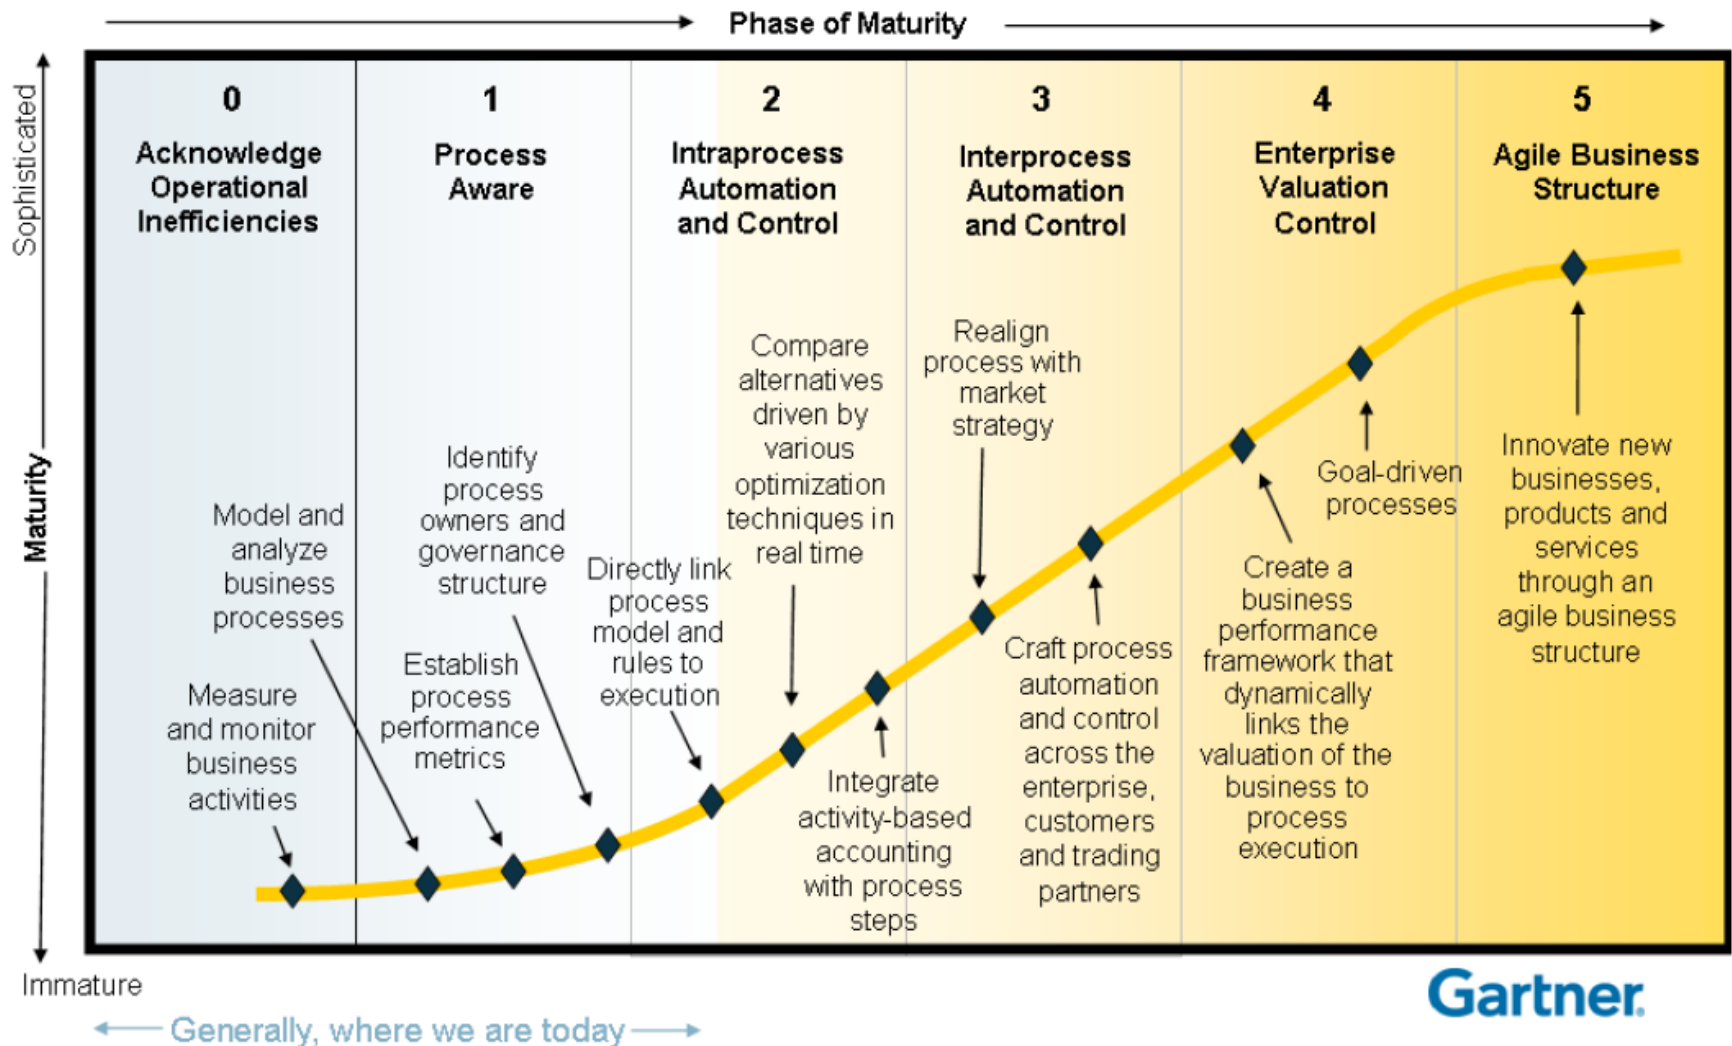 Phase of Maturity
Sophisticated
Maturity
Immature
0
Acknowledge
Operational
Inefficiencies
1
Process
Aware
2
Intraprocess
Automation
and Control
3
Interprocess
Automation
and Control
4
Enterprise
Valuation
Control
5
Agile Business
Structure
Measure
and monitor
business
activities
Model and
analyze
business
processes
Establish
process
performance
metrics
Identify
process
owners and
governance
structure
Directly link
process
model and
rules to
execution
Compare
alternatives
driven by
various
optimization
techniques in
real time
Integrate
activity-based
accounting
with process
steps
Realign
process with
market
strategy
Craft process
automation
and control
across the
enterprise,
customers
and trading
partners
Create a
business
performance
framework that
dynamically
links the
valuation of the
business to
process
execution
Goal-driven
processes
Innovate new
businesses,
products and
services
through an
agile business
structure
Generally, where we are today
Gartner.